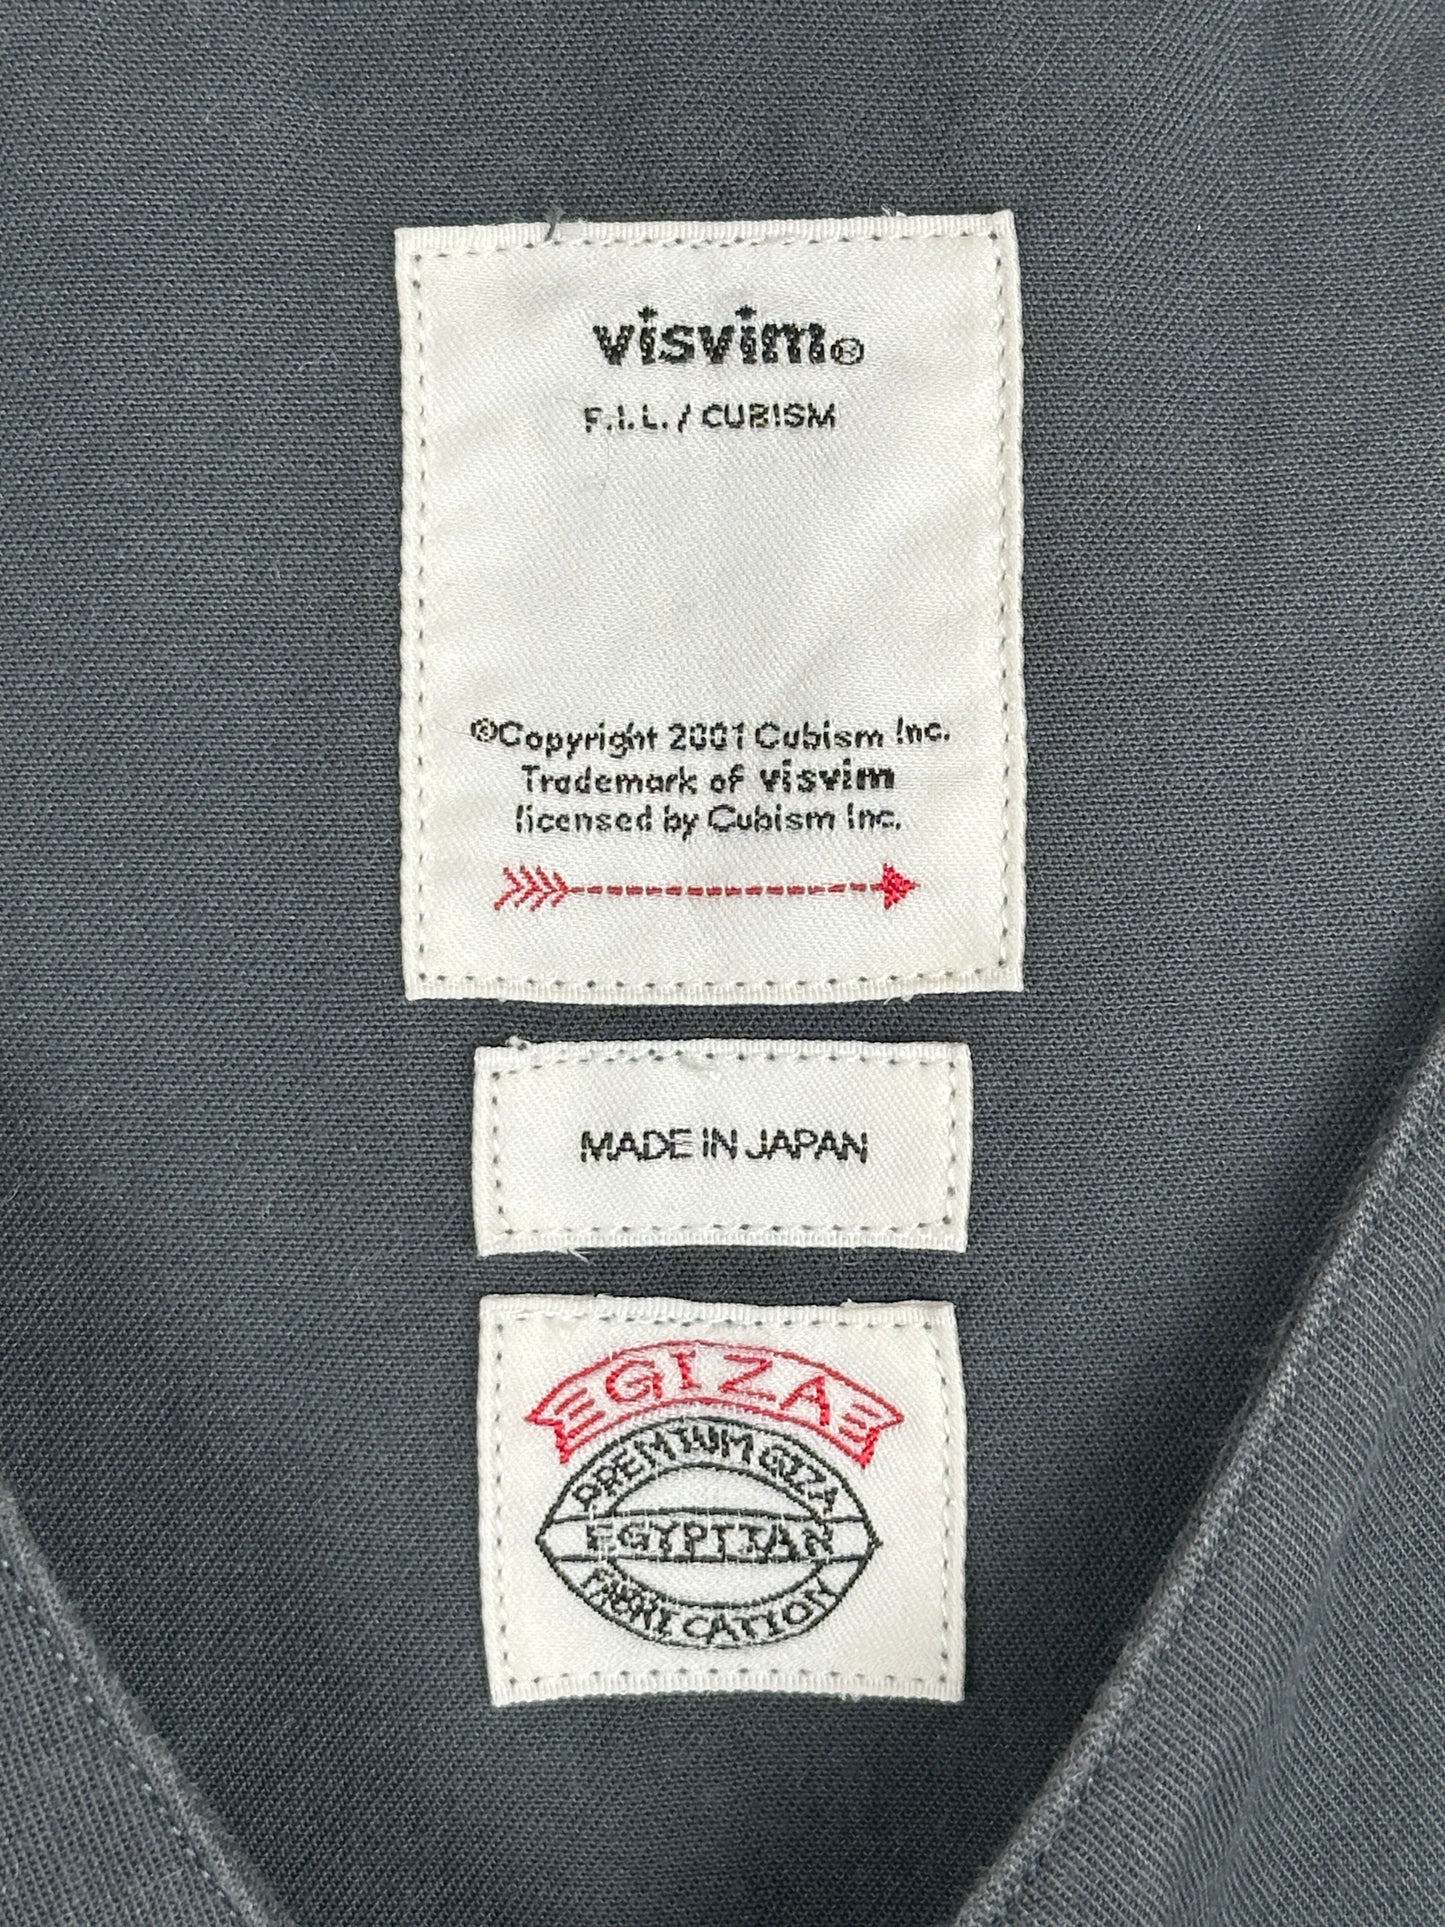 visvim®
F.I.L. / CUBISM
©Copyright 2001 Cubism Inc.
Trademark of visvim
licensed by Cubism Inc.
MADE IN JAPAN
GIZA
PREMIUM GIZA
EGYPTIAN
FABRICATION